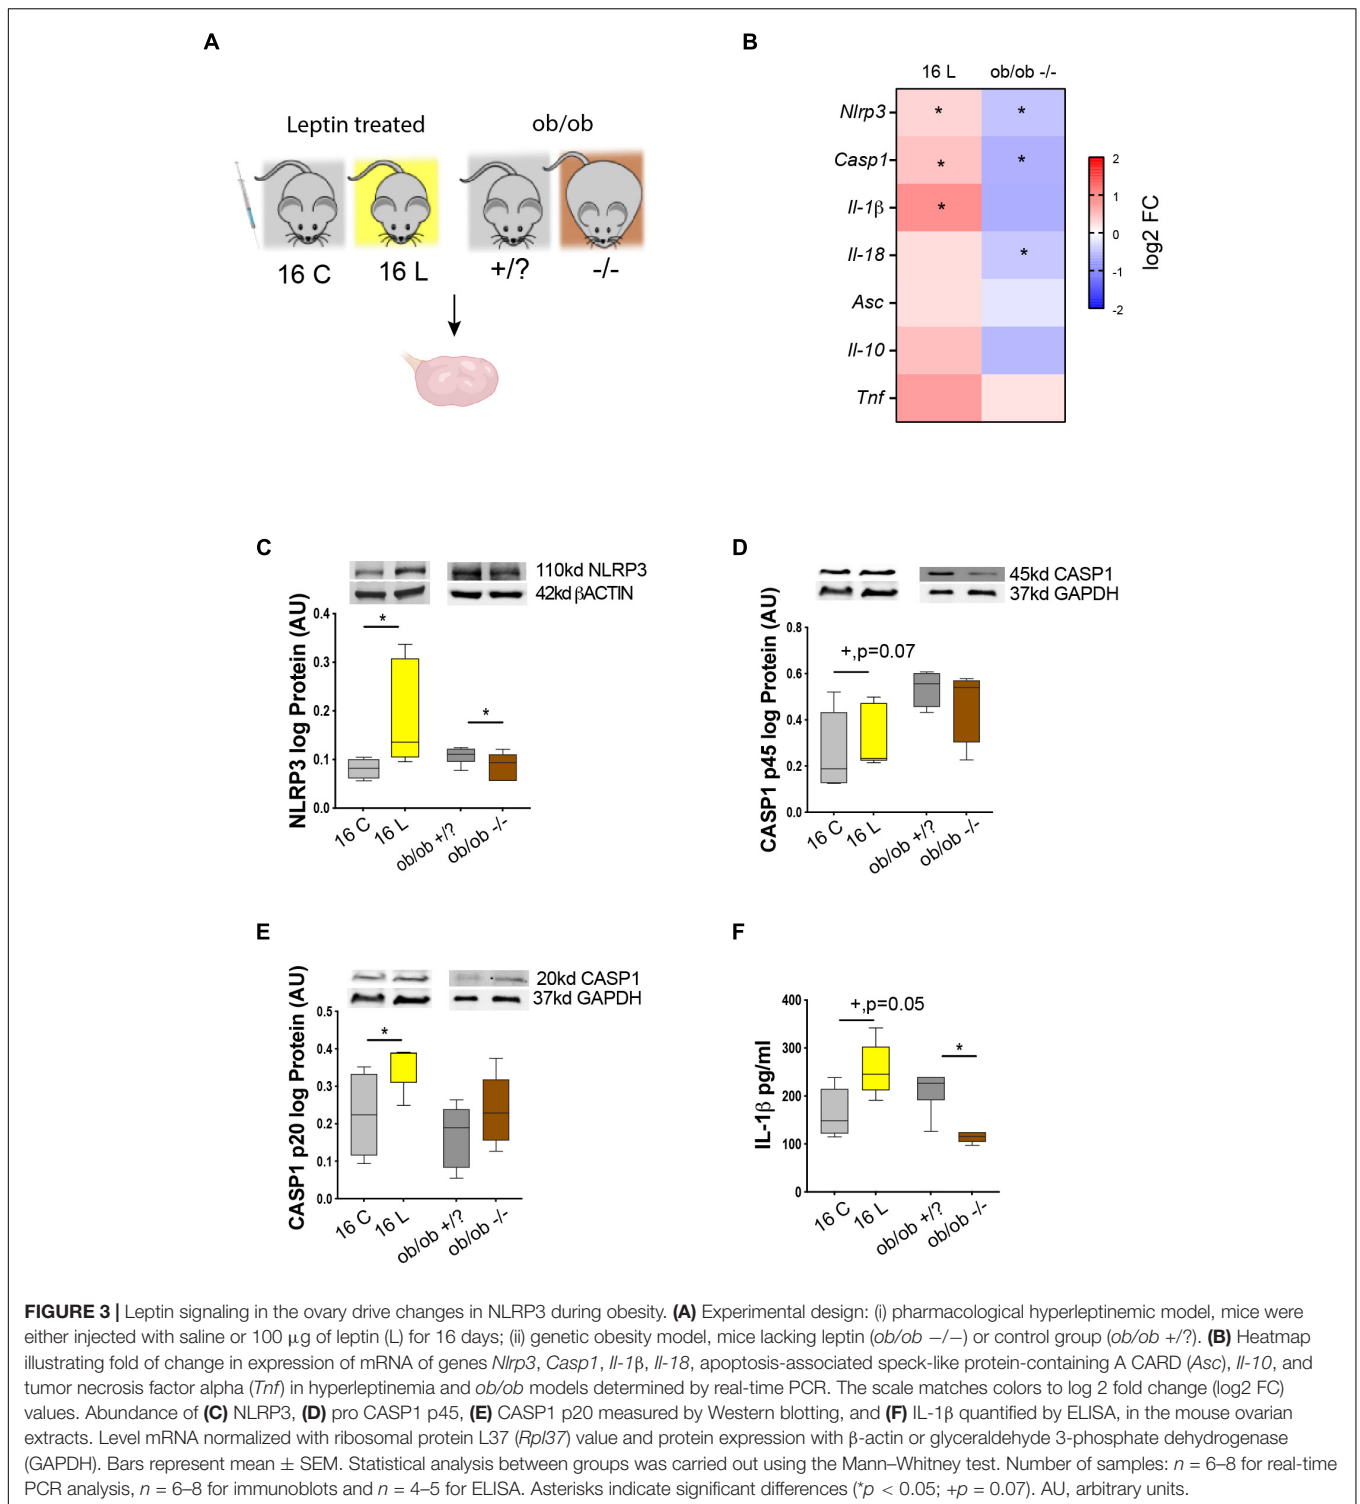 A
Leptin treated
ob/ob
16 C
16 L
+/?
-/-
B
16 L
ob/ob -/-
Nlrp3
*
*
Casp1
*
*
Il-1β
*
Il-18
*
Asc
Il-10
Tnf
2
1
0
-1
-2
log2 FC
C
110kd NLRP3
42kd βACTIN
NLRP3 log Protein (AU)
0.4
0.3
0.2
0.1
0.0
*
*
16 C
16 L
ob/ob +/?
ob/ob -/-
D
45kd CASP1
37kd GAPDH
CASP1 p45 log Protein (AU)
0.8
0.6
0.4
0.2
0.0
+,p=0.07
16 C
16 L
ob/ob +/?
ob/ob -/-
E
20kd CASP1
37kd GAPDH
CASP1 p20 log Protein (AU)
0.5
0.4
0.3
0.2
0.1
0.0
*
16 C
16 L
ob/ob +/?
ob/ob -/-
F
IL-1β pg/ml
400
300
200
100
0
+,p=0.05
*
16 C
16 L
ob/ob +/?
ob/ob -/-
FIGURE 3 | Leptin signaling in the ovary drive changes in NLRP3 during obesity. (A) Experimental design: (i) pharmacological hyperleptinemic model, mice were
either injected with saline or 100 μg of leptin (L) for 16 days; (ii) genetic obesity model, mice lacking leptin (ob/ob −/−) or control group (ob/ob +/?). (B) Heatmap
illustrating fold of change in expression of mRNA of genes Nlrp3, Casp1, Il-1β, Il-18, apoptosis-associated speck-like protein-containing A CARD (Asc), Il-10, and
tumor necrosis factor alpha (Tnf) in hyperleptinemia and ob/ob models determined by real-time PCR. The scale matches colors to log 2 fold change (log2 FC)
values. Abundance of (C) NLRP3, (D) pro CASP1 p45, (E) CASP1 p20 measured by Western blotting, and (F) IL-1β quantified by ELISA, in the mouse ovarian
extracts. Level mRNA normalized with ribosomal protein L37 (Rpl37) value and protein expression with β-actin or glyceraldehyde 3-phosphate dehydrogenase
(GAPDH). Bars represent mean ± SEM. Statistical analysis between groups was carried out using the Mann–Whitney test. Number of samples: n = 6–8 for real-time
PCR analysis, n = 6–8 for immunoblots and n = 4–5 for ELISA. Asterisks indicate significant differences (*p < 0.05; +p = 0.07). AU, arbitrary units.